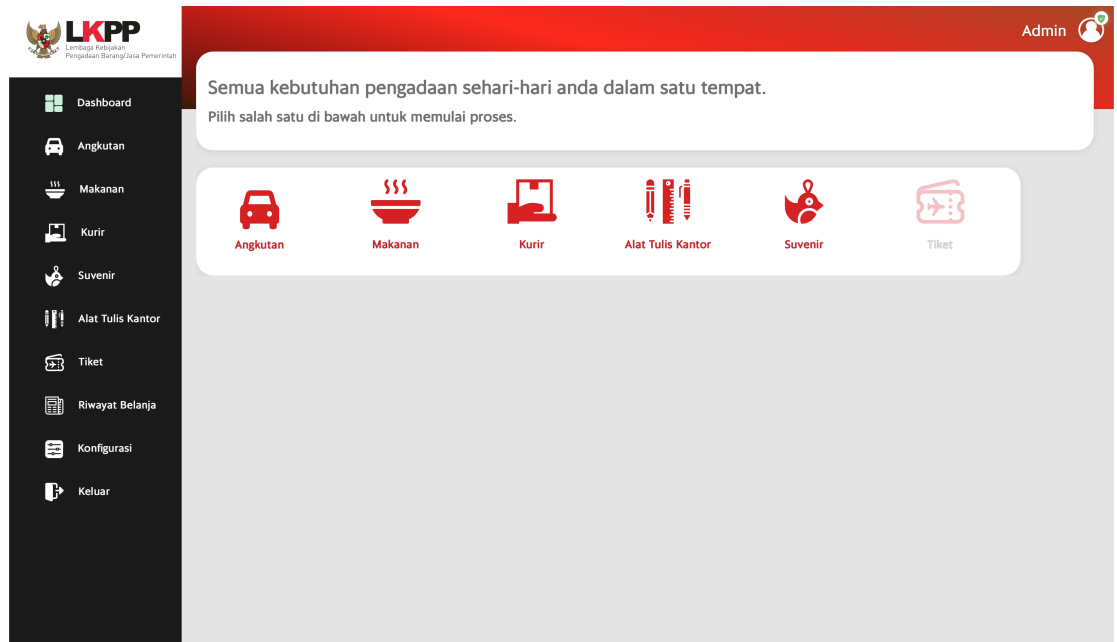 LKPP
Lembaga Kebijakan
Pengadaan Barang/Jasa Pemerintah
Admin
Semua kebutuhan pengadaan sehari-hari anda dalam satu tempat.
Pilih salah satu di bawah untuk memulai proses.
Dashboard
Angkutan
Makanan
Kurir
Suvenir
Alat Tulis Kantor
Tiket
Riwayat Belanja
Konfigurasi
Keluar
Angkutan
Makanan
Kurir
Alat Tulis Kantor
Suvenir
Tiket